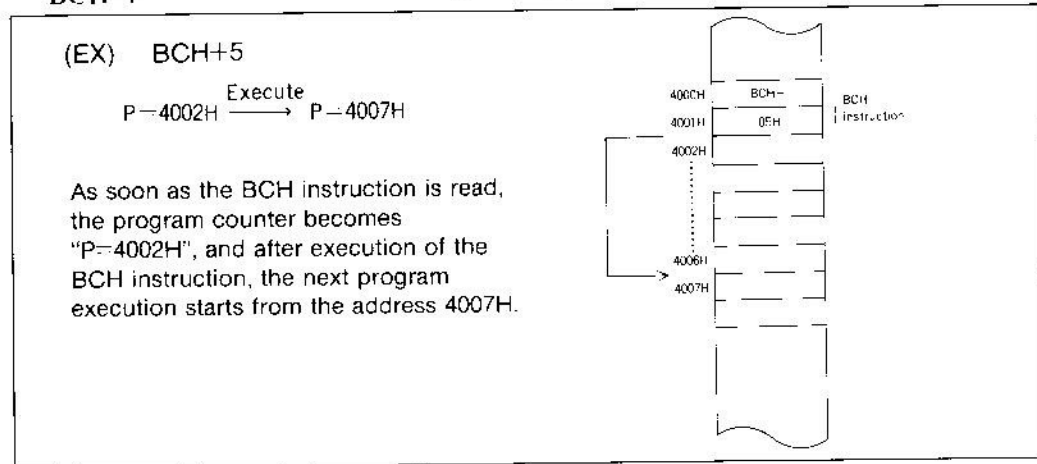 (EX) BCH+5
Execute
P=4002H ⟶ P=4007H
As soon as the BCH instruction is read,
the program counter becomes
“P=4002H”, and after execution of the
BCH instruction, the next program
execution starts from the address 4007H.
4000H BCH+
4001H 05H
BCH
instruction
4002H
4006H
4007H